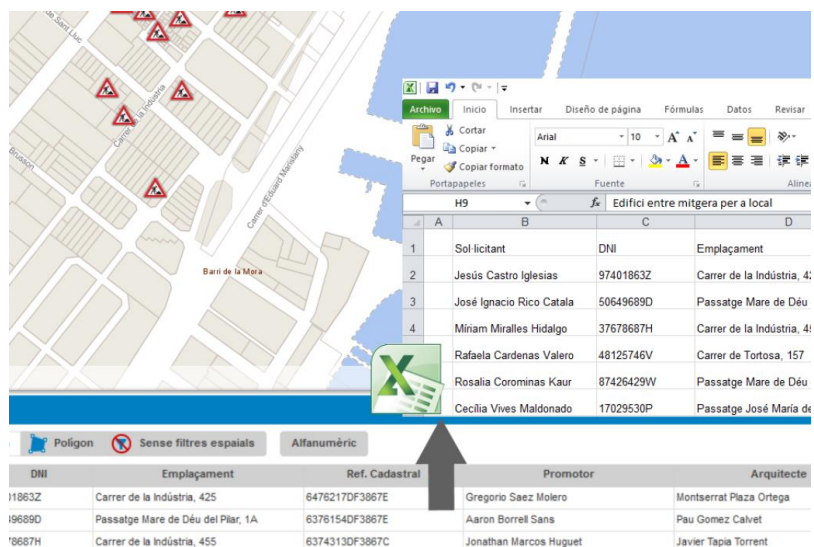 de Sant Lluc
Carrer de la Indústria
Brusson
Carrer d'Eduard Maristany
Barri de la Mora
Archivo Inicio Insertar Diseño de página Fórmulas Datos Revisar
Pegar
Cortar
Copiar
Copiar formato
Portapapeles
Arial 10
N K S
Fuente
Alinea
H9 fx Edifici entre mitgera per a local
A B C D
1 Sol·licitant DNI Emplaçament
2 Jesús Castro Iglesias 97401863Z Carrer de la Indústria, 42
3 José Ignacio Rico Catala 50649689D Passatge Mare de Déu
4 Míriam Miralles Hidalgo 37678687H Carrer de la Indústria, 45
Rafaela Cardenas Valero 48125746V Carrer de Tortosa, 157
Rosalia Corominas Kaur 87426429W Passatge Mare de Déu
Cecília Vives Maldonado 17029530P Passatge José María de
Polígon Sense filtres espaials Alfanumèric
DNI Emplaçament Ref. Cadastral Promotor Arquitecte
01863Z Carrer de la Indústria, 425 6476217DF3867E Gregorio Saez Molero Montserrat Plaza Ortega
49689D Passatge Mare de Déu del Pilar, 1A 6376154DF3867E Aaron Borrell Sans Pau Gomez Calvet
78687H Carrer de la Indústria, 455 6374313DF3867C Jonathan Marcos Huguet Javier Tapia Torrent